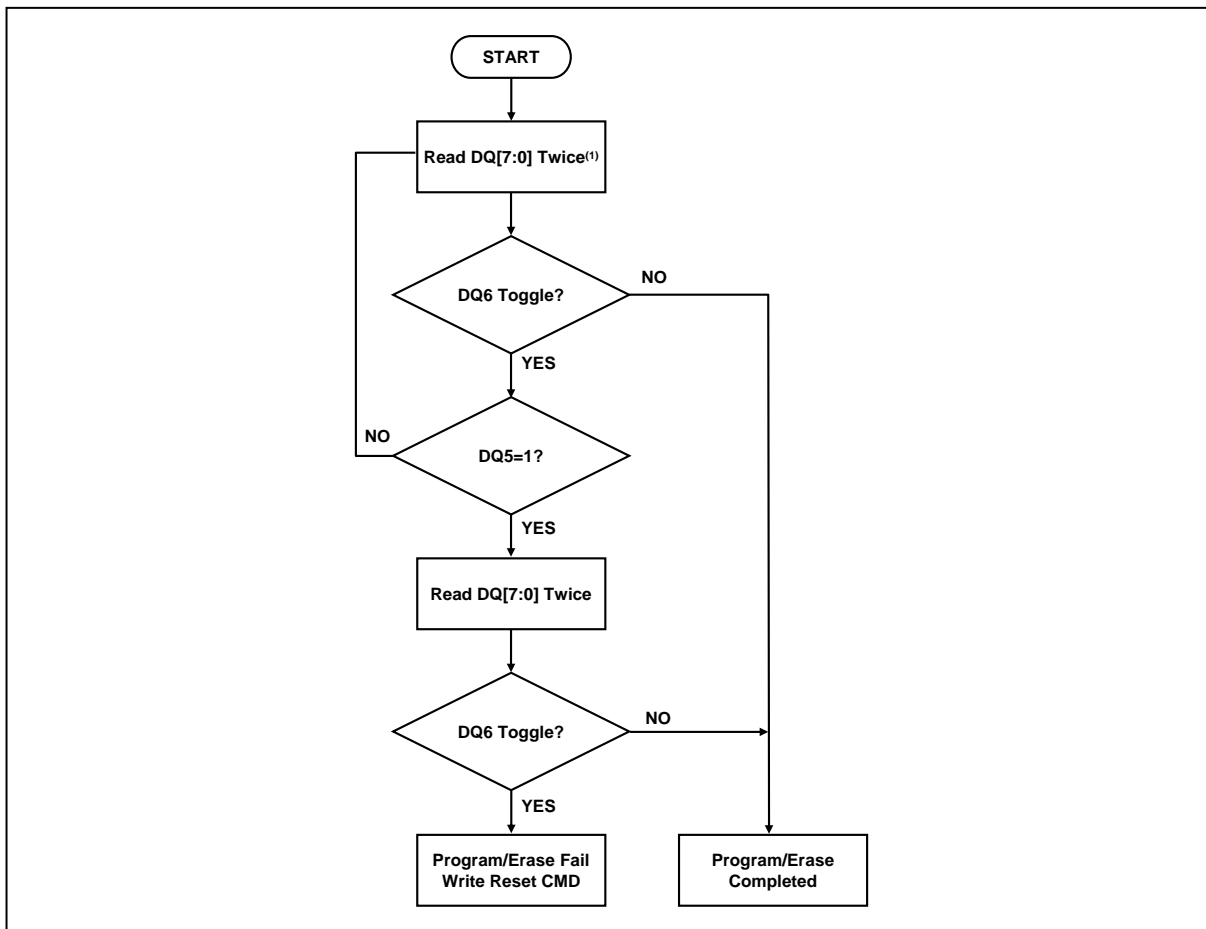 START
Read DQ[7:0] Twice(1)
DQ6 Toggle?
NO
YES
NO
DQ5=1?
YES
Read DQ[7:0] Twice
DQ6 Toggle?
NO
YES
Program/Erase Fail
Write Reset CMD
Program/Erase
Completed